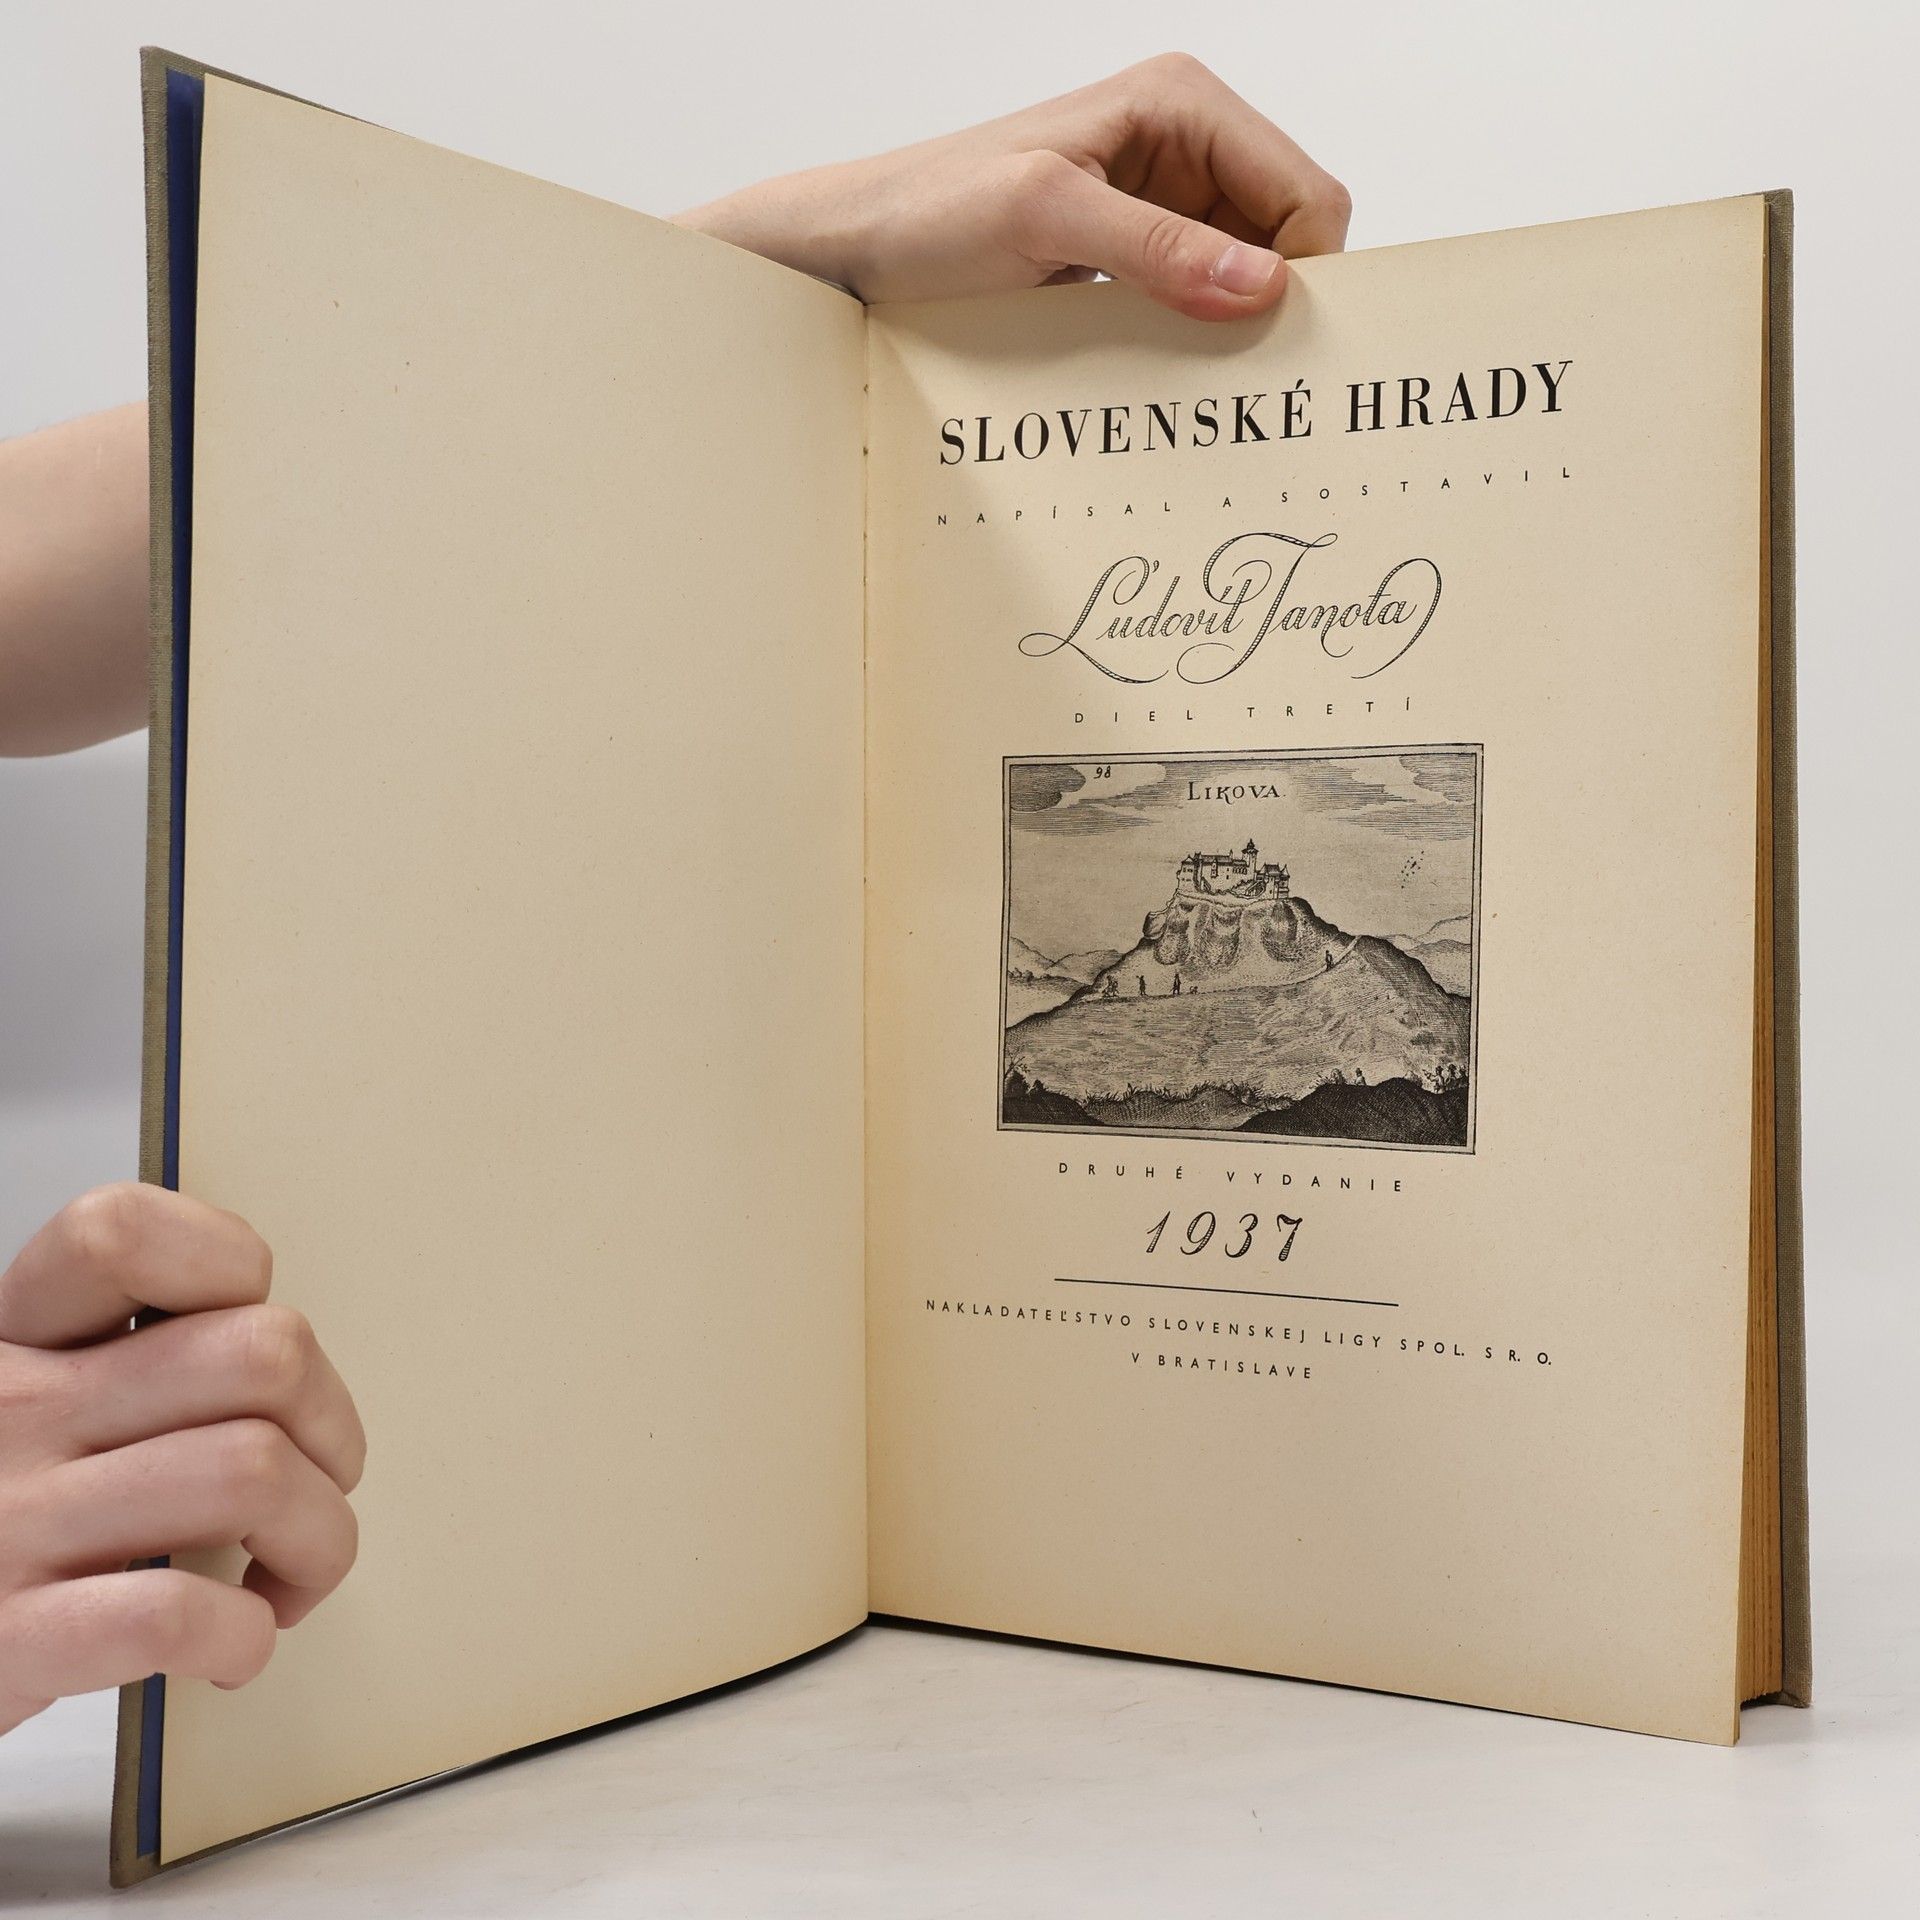 SLOVENSKÉ HRADY
NAPÍSAL A SOSTAVIL
Ľudovít Janota
DIEL TRETÍ
98
LIKOVA.
DRUHÉ VYDANIE
1937
NAKLADATEĽSTVO SLOVENSKEJ LIGY SPOL. S R. O.
V BRATISLAVE